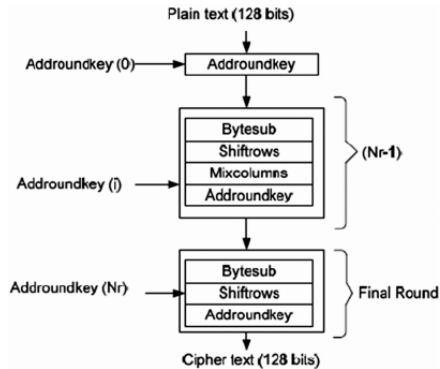 Plain text (128 bits)
Addroundkey (0)
Addroundkey
Bytesub
Shiftrows
Mixcolumns
Addroundkey
(Nr-1)
Addroundkey (i)
Bytesub
Shiftrows
Addroundkey
Addroundkey (Nr)
Final Round
Cipher text (128 bits)